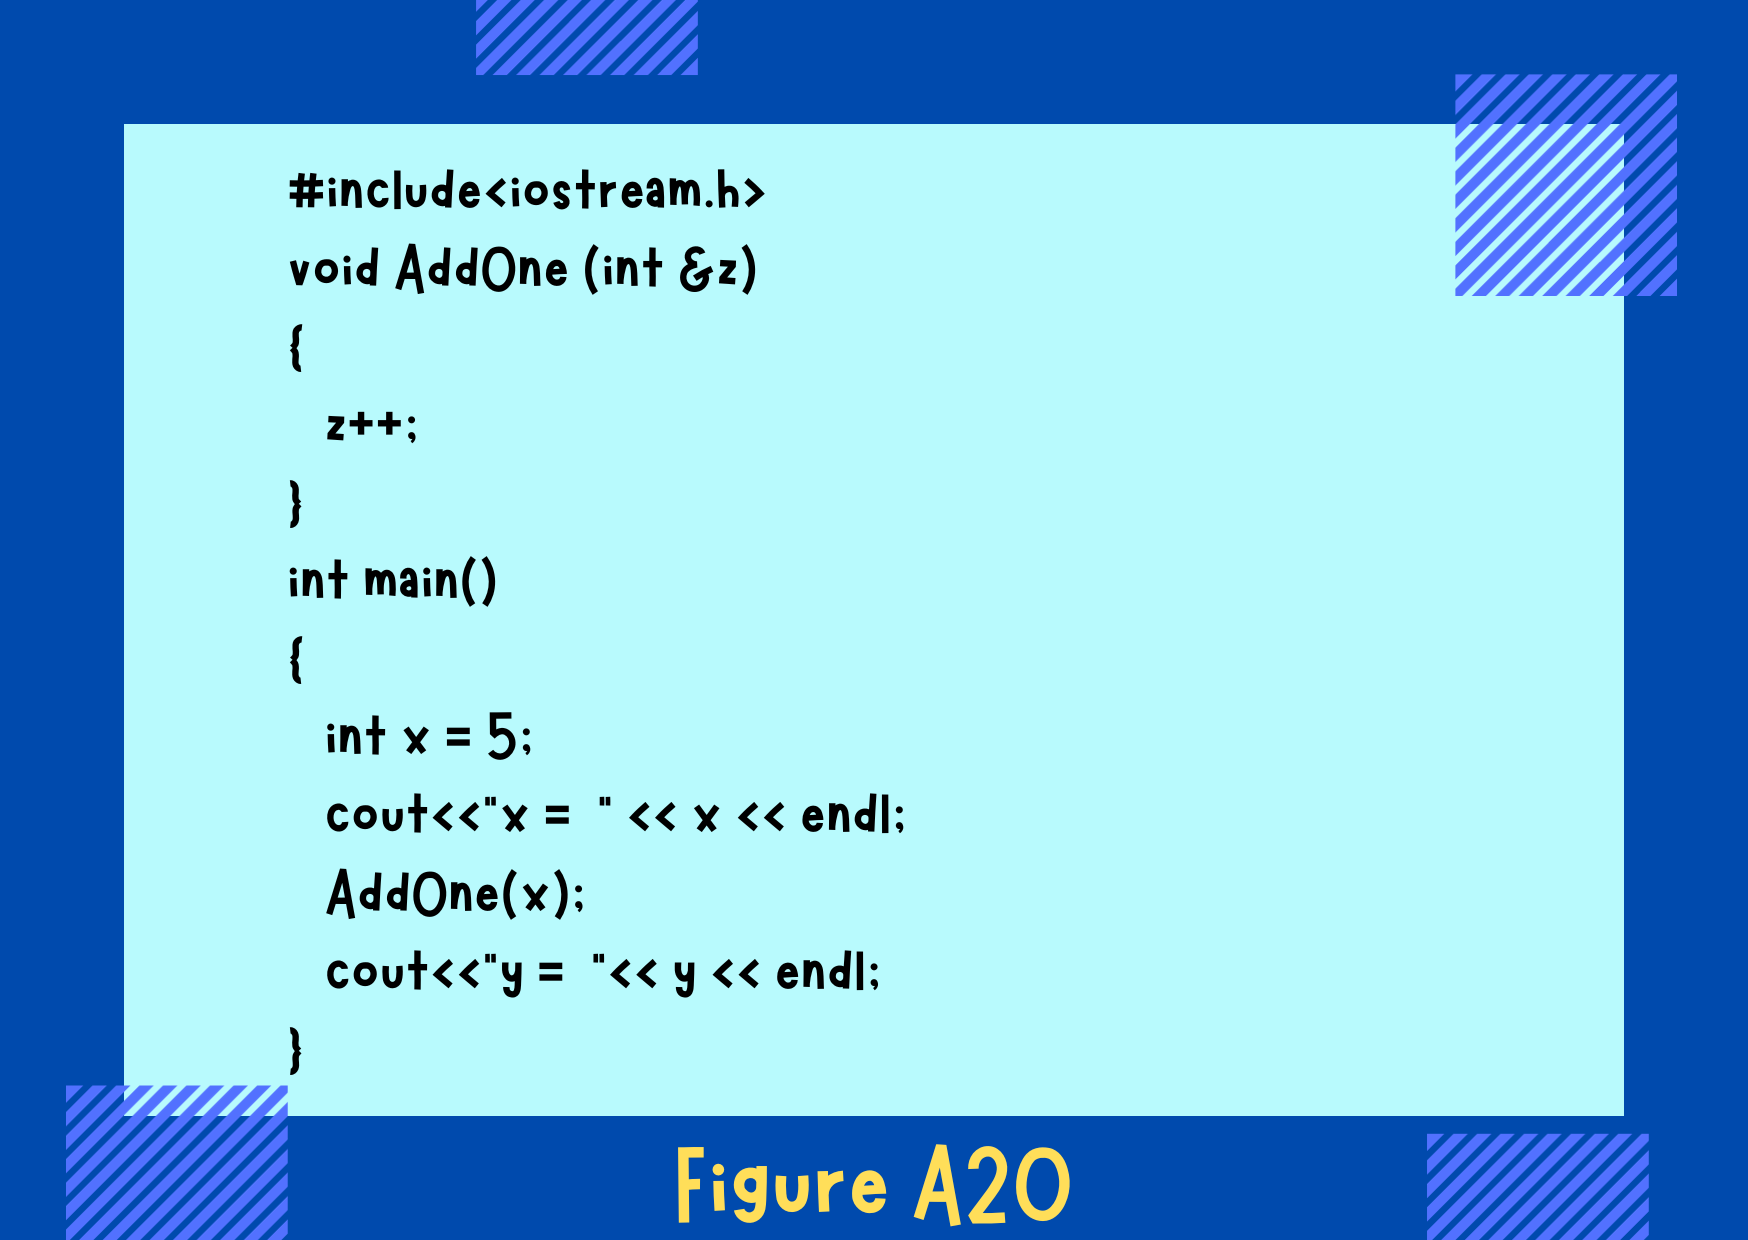 #include<iostream.h>
void AddOne (int &z)
{
z++;
}
int main()
{
int x = 5;
cout<<"x =  " << x << endl;
AddOne(x);
cout<<"y =  "<< y << endl;
}
Figure A20